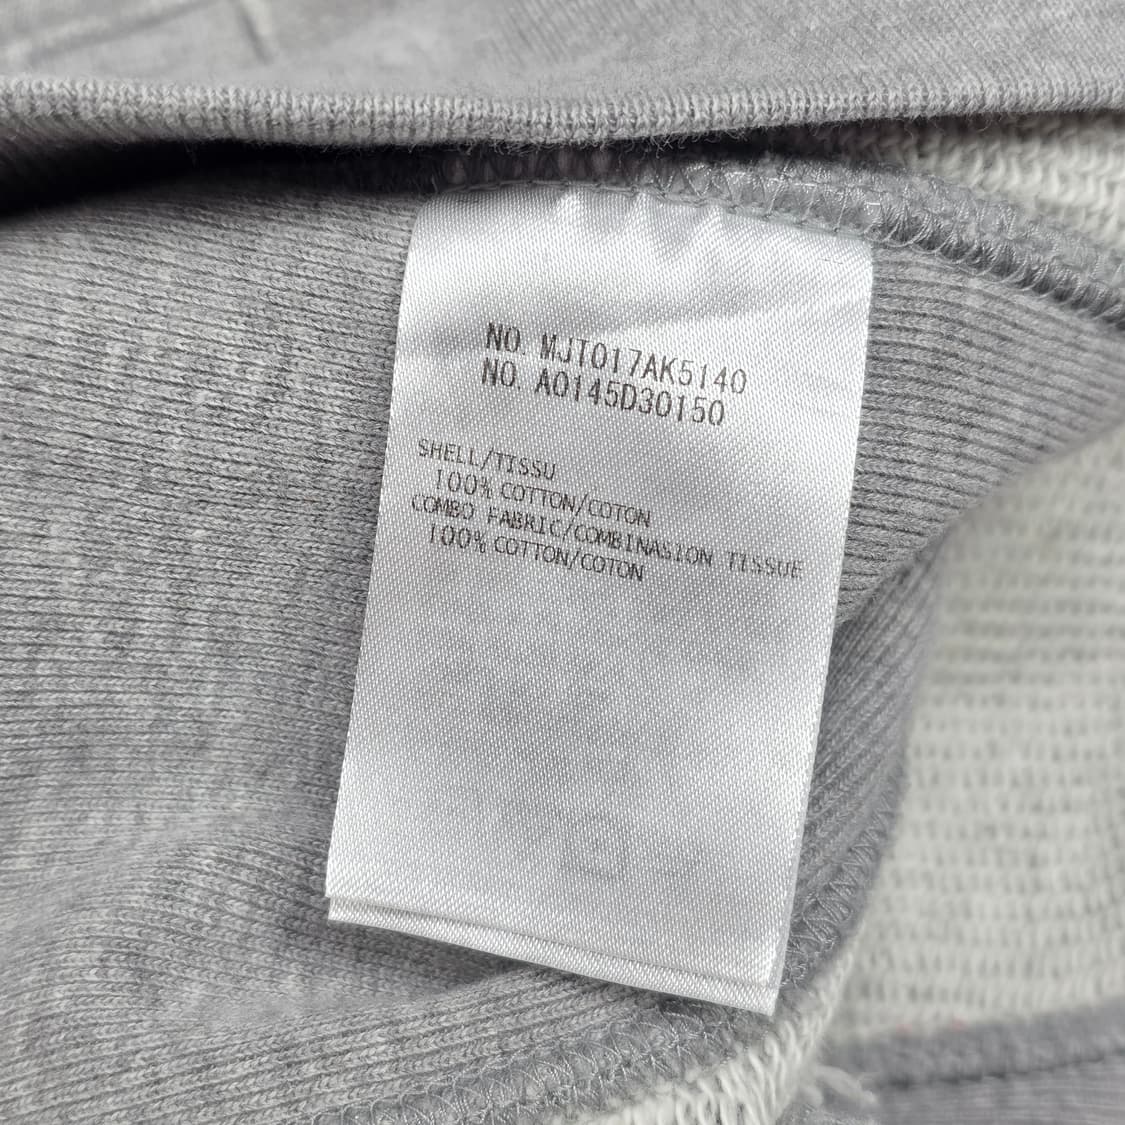 NO. MJT017AK5140
NO. A0145D30150
SHELL/TISSU
100% COTTON/COTON
COMBO FABRIC/COMBINASION TISSUE
100% COTTON/COTON